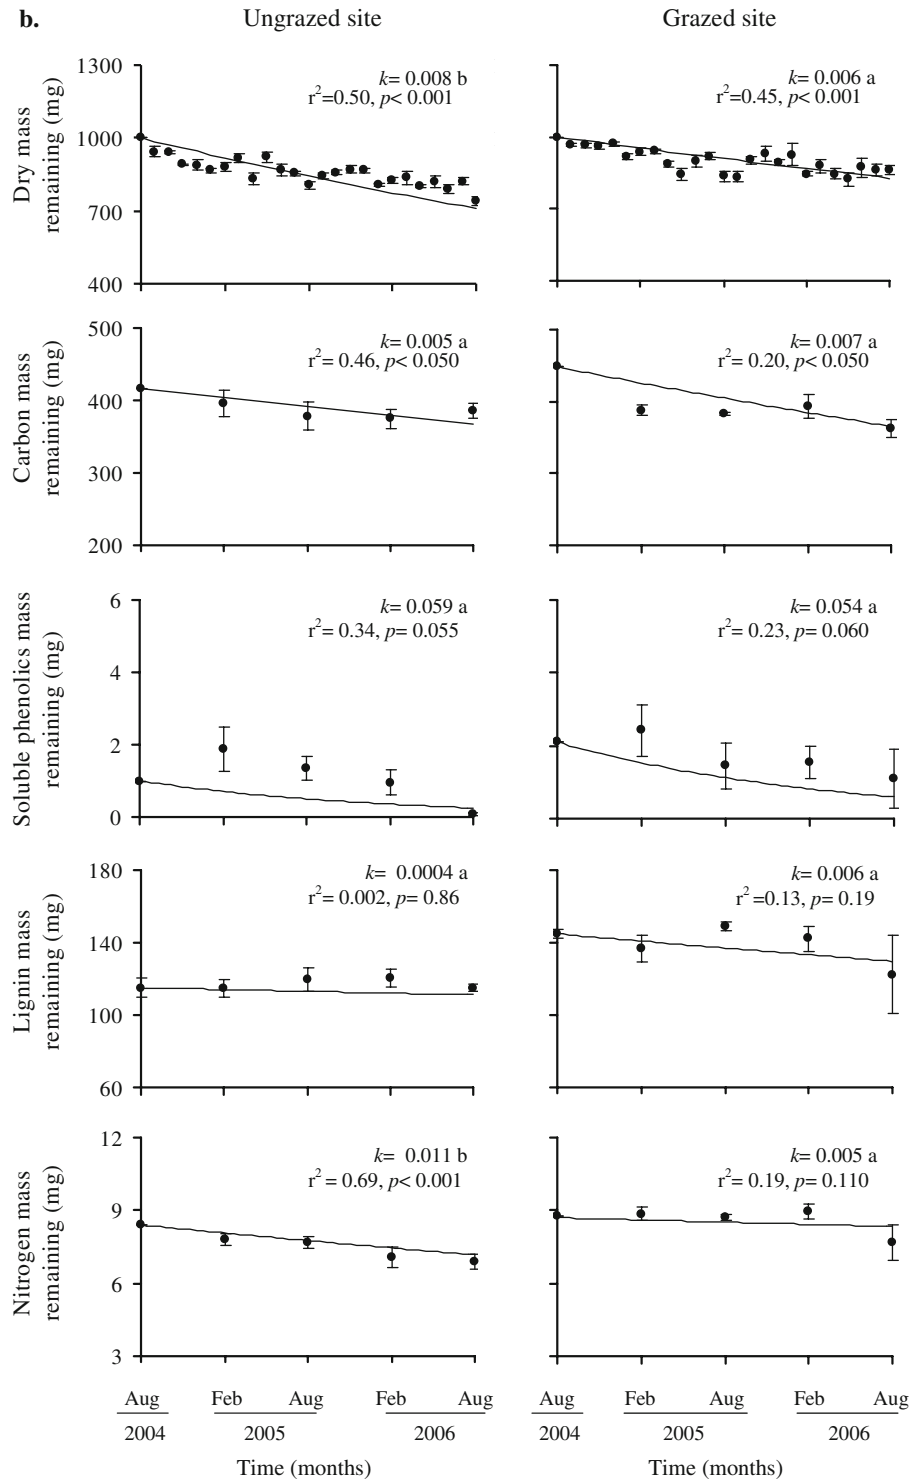 b.
Ungrazed site
Grazed site
Dry mass
remaining (mg)
1300
1000
700
400
k= 0.008 b
r²=0.50, p< 0.001
k= 0.006 a
r²=0.45, p< 0.001
Carbon mass
remaining (mg)
500
400
300
200
k= 0.005 a
r²= 0.46, p< 0.050
k= 0.007 a
r²= 0.20, p< 0.050
Soluble phenolics mass
remaining (mg)
6
4
2
0
k= 0.059 a
r²= 0.34, p= 0.055
k= 0.054 a
r²= 0.23, p= 0.060
Lignin mass
remaining (mg)
180
140
100
60
k= 0.0004 a
r²= 0.002, p= 0.86
k= 0.006 a
r²=0.13, p= 0.19
Nitrogen mass
remaining (mg)
12
9
6
3
k= 0.011 b
r²= 0.69, p< 0.001
k= 0.005 a
r²= 0.19, p= 0.110
Aug Feb Aug Feb Aug
2004 2005 2006
Time (months)
Aug Feb Aug Feb Aug
2004 2005 2006
Time (months)